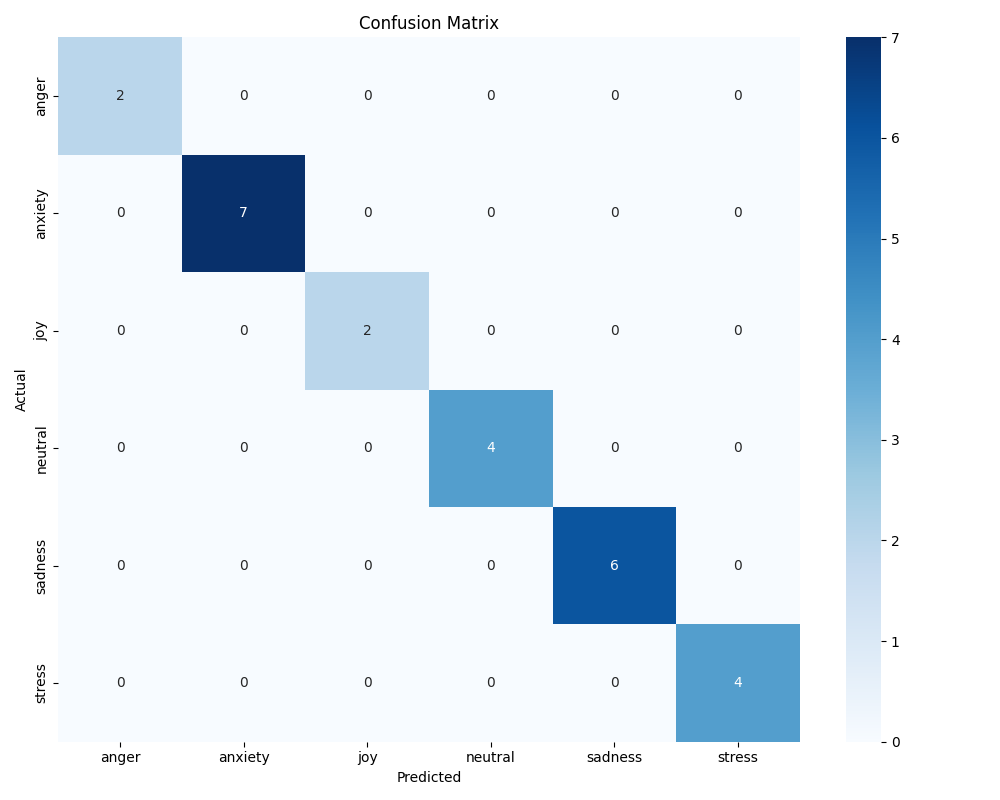 Confusion Matrix
Actual
anger 2 0 0 0 0 0
anxiety 0 7 0 0 0 0
joy 0 0 2 0 0 0
neutral 0 0 0 4 0 0
sadness 0 0 0 0 6 0
stress 0 0 0 0 0 4
anger anxiety joy neutral sadness stress
Predicted
7
6
5
4
3
2
1
0